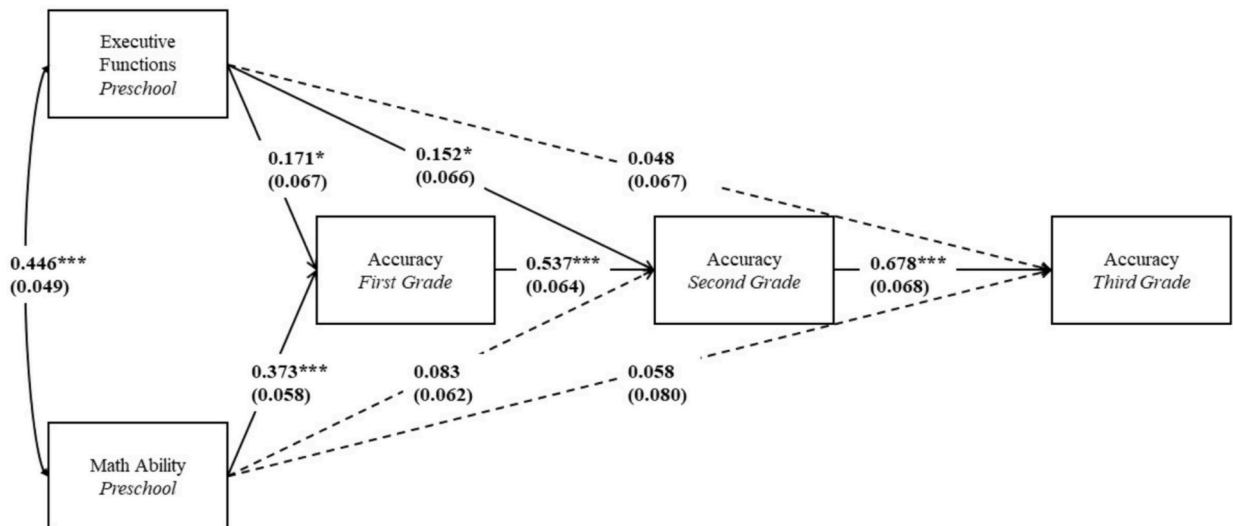 Executive
Functions
Preschool
0.171*
(0.067)
0.152*
(0.066)
0.048
(0.067)
0.446***
(0.049)
Accuracy
First Grade
0.537***
(0.064)
Accuracy
Second Grade
0.678***
(0.068)
Accuracy
Third Grade
0.373***
(0.058)
0.083
(0.062)
0.058
(0.080)
Math Ability
Preschool